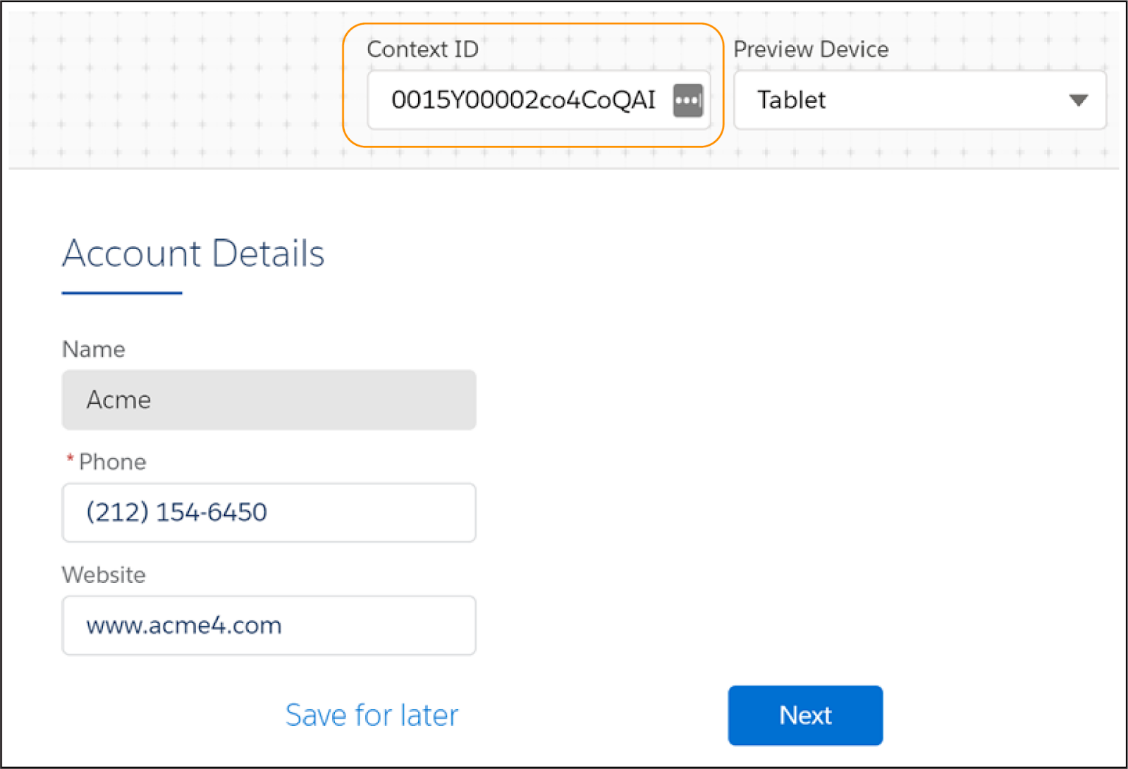 Context ID
Preview Device
0015Y00002co4CoQAI
Tablet
Account Details
Name
Acme
* Phone
(212) 154-6450
Website
www.acme4.com
Save for later
Next